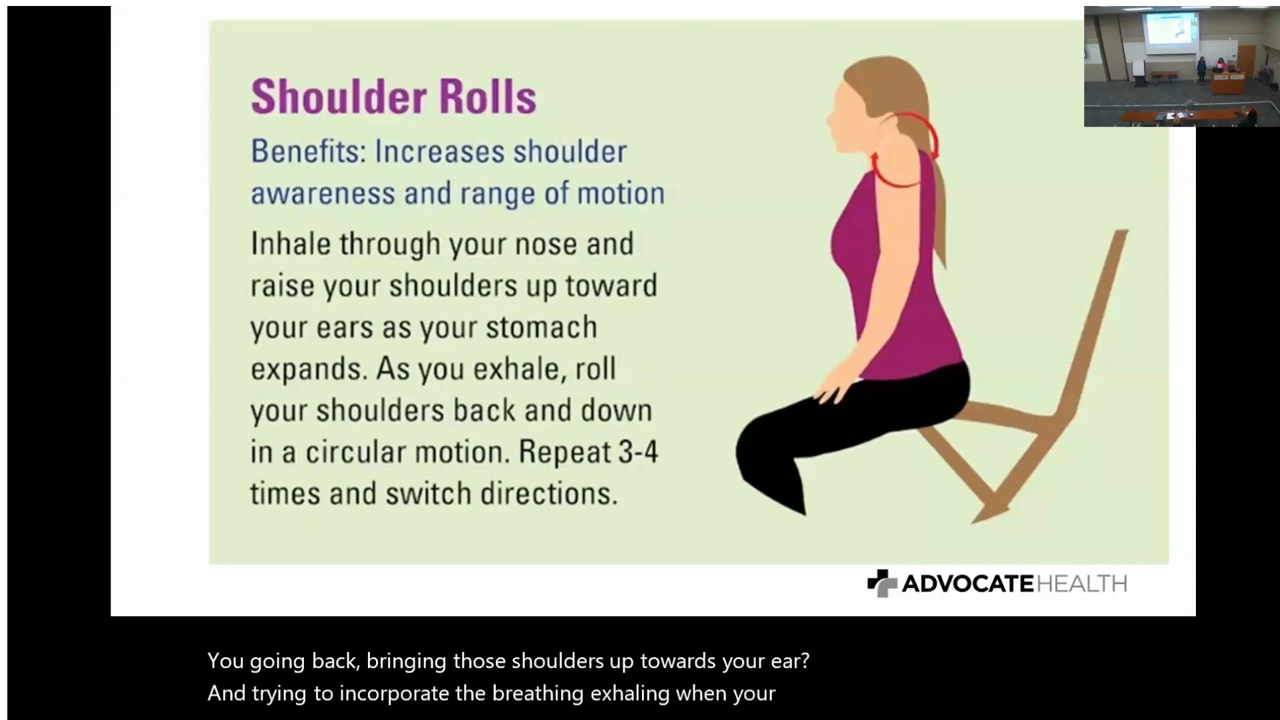 Shoulder Rolls
Benefits: Increases shoulder
awareness and range of motion
Inhale through your nose and
raise your shoulders up toward
your ears as your stomach
expands. As you exhale, roll
your shoulders back and down
in a circular motion. Repeat 3-4
times and switch directions.
ADVOCATEHEALTH
You going back, bringing those shoulders up towards your ear?
And trying to incorporate the breathing exhaling when your